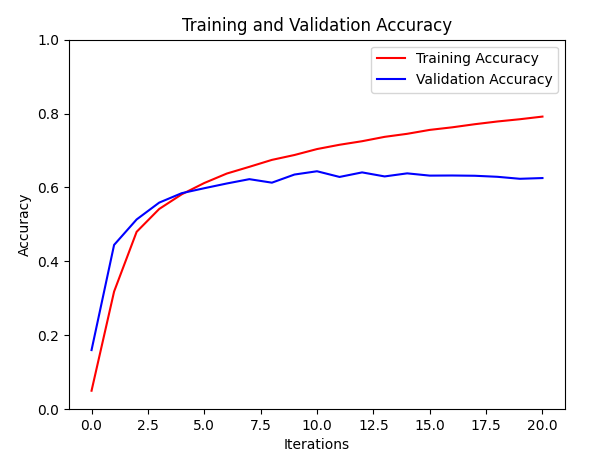 Training and Validation Accuracy
1.0
0.8
0.6
0.4
0.2
0.0
Accuracy
Training Accuracy
Validation Accuracy
0.0 2.5 5.0 7.5 10.0 12.5 15.0 17.5 20.0
Iterations